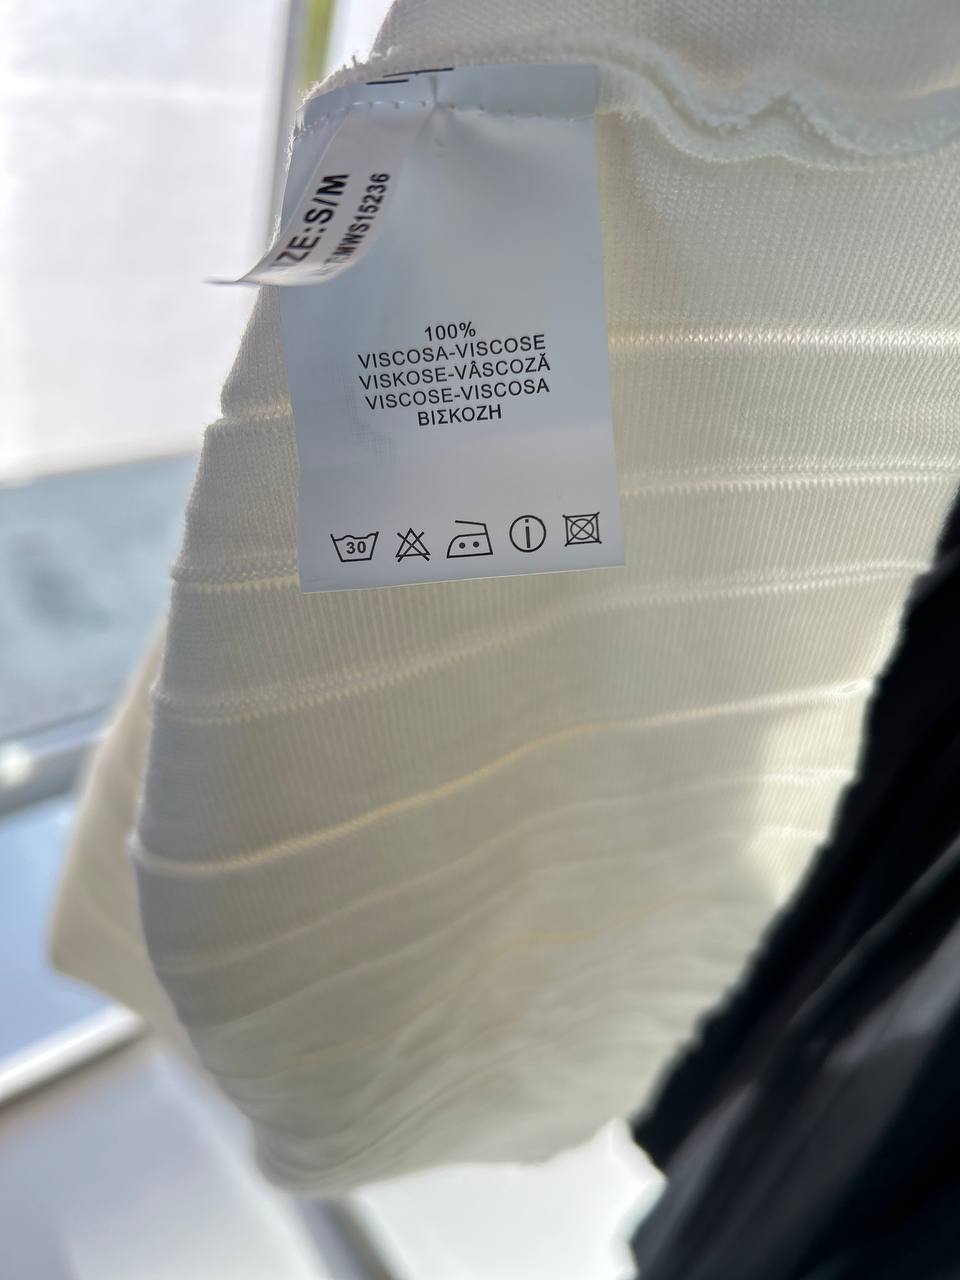 ZE:S/M
MWS15236
100%
VISCOSA-VISCOSE
VISKOSE-VÂSCOZĂ
VISCOSE-VISCOSA
ΒΙΣΚΟΖΗ
30